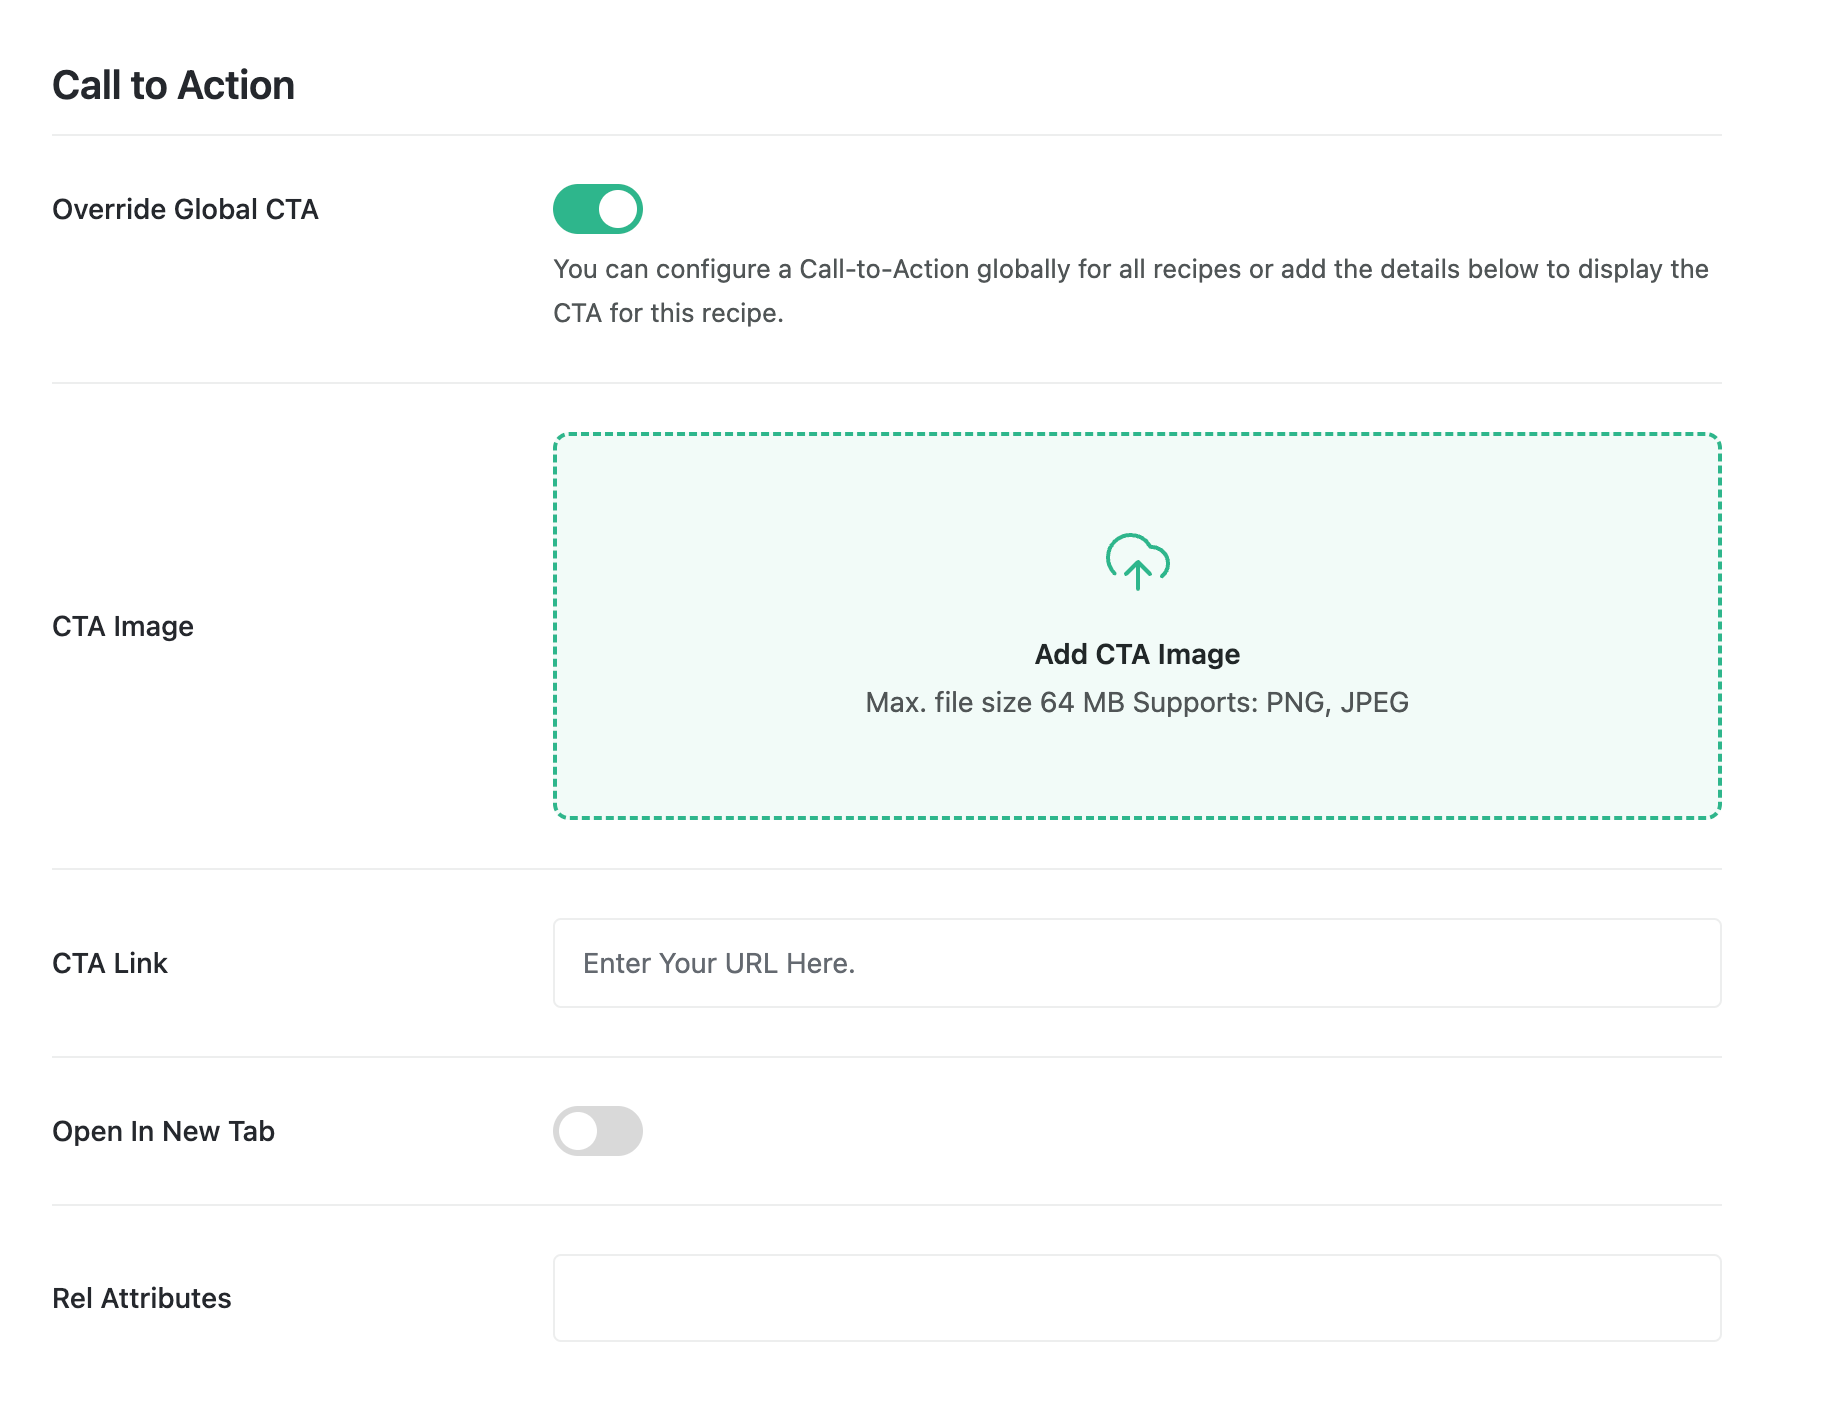 Call to Action
Override Global CTA
You can configure a Call-to-Action globally for all recipes or add the details below to display the
CTA for this recipe.
CTA Image
Add CTA Image
Max. file size 64 MB Supports: PNG, JPEG
CTA Link
Enter Your URL Here.
Open In New Tab
Rel Attributes